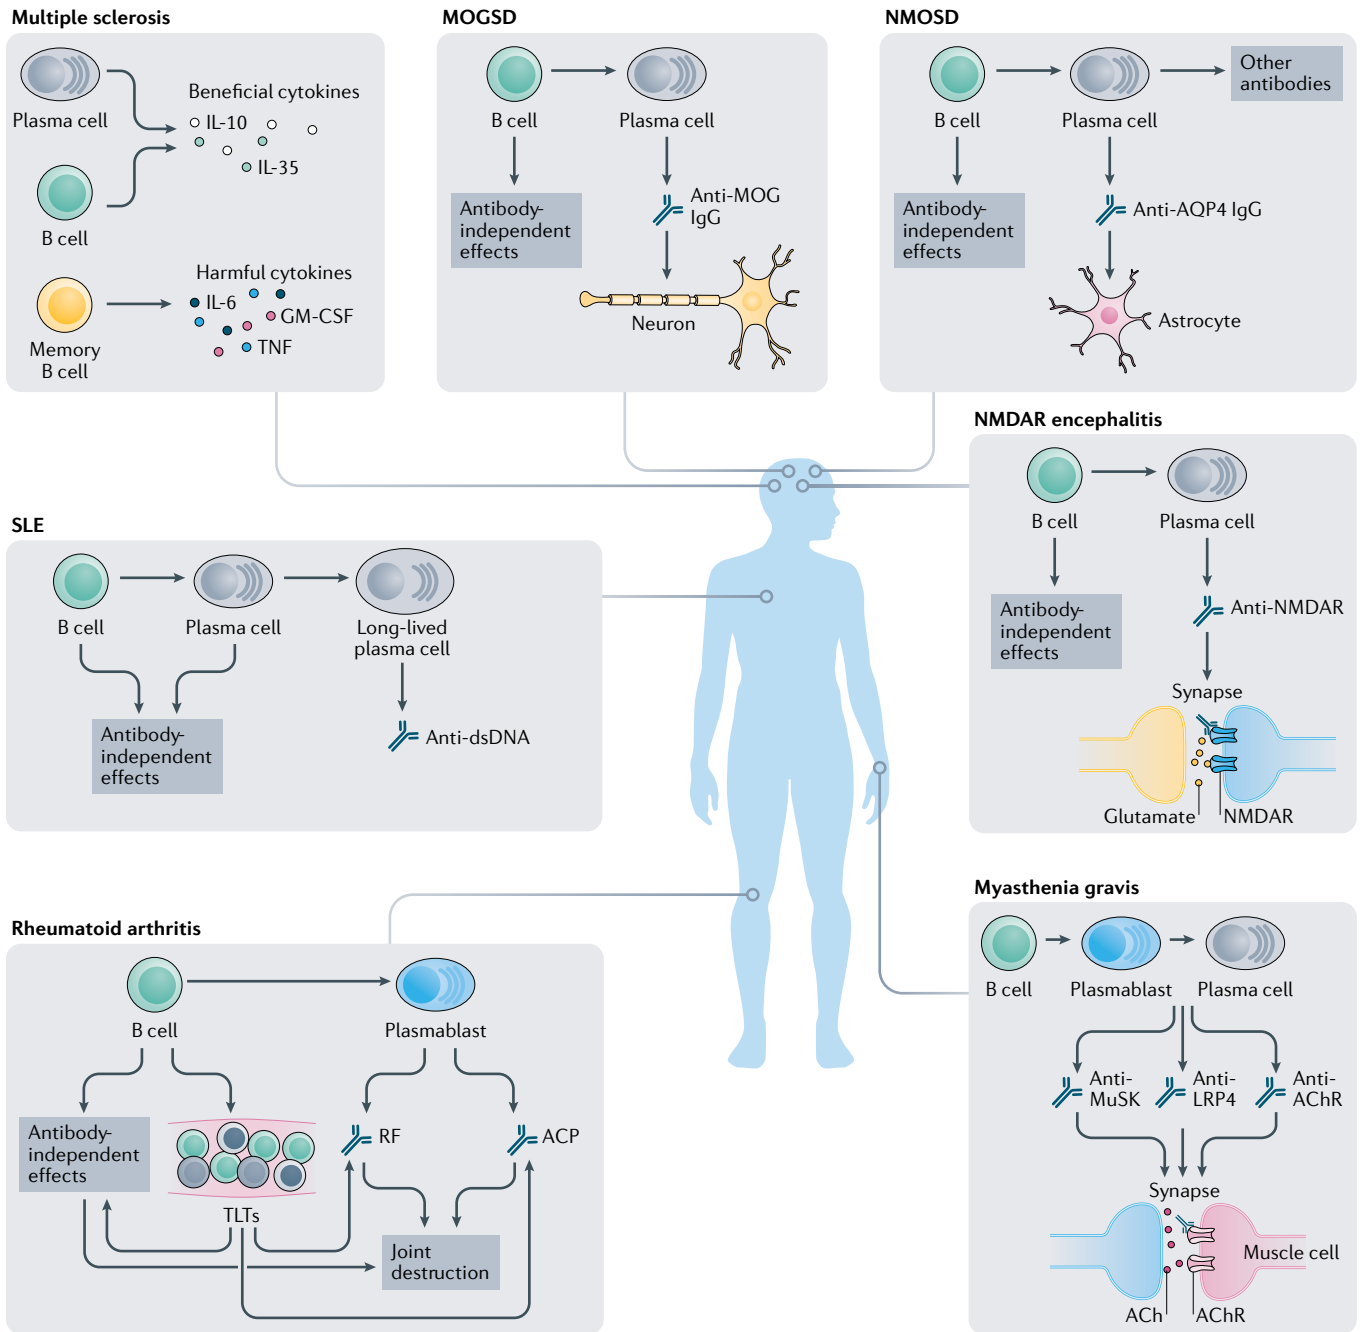 Multiple sclerosis
Plasma cell
B cell
Memory
B cell
Beneficial cytokines
IL-10
IL-35
Harmful cytokines
IL-6
GM-CSF
TNF
MOGSD
B cell
Plasma cell
Antibody-
independent
effects
Anti-MOG
IgG
Neuron
NMOSD
B cell
Plasma cell
Other
antibodies
Antibody-
independent
effects
Anti-AQP4 IgG
Astrocyte
NMDAR encephalitis
B cell
Plasma cell
Antibody-
independent
effects
Anti-NMDAR
Synapse
Glutamate
NMDAR
SLE
B cell
Plasma cell
Long-lived
plasma cell
Antibody-
independent
effects
Anti-dsDNA
Rheumatoid arthritis
B cell
Plasmablast
Antibody-
independent
effects
TLTs
RF
ACP
Joint
destruction
Myasthenia gravis
B cell
Plasmablast
Plasma cell
Anti-
MuSK
Anti-
LRP4
Anti-
AChR
Synapse
Muscle cell
ACh
AChR